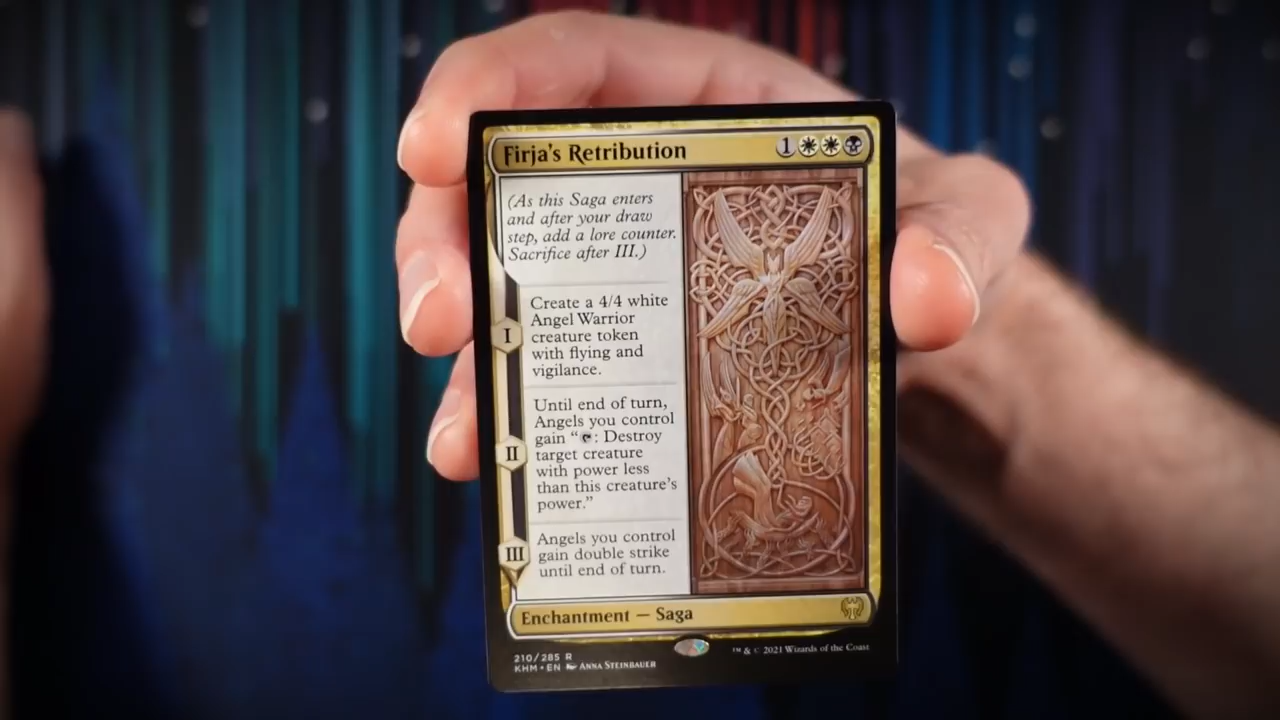 Firja's Retribution 1
(As this Saga enters
and after your draw
step, add a lore counter.
Sacrifice after III.)
I
Create a 4/4 white
Angel Warrior
creature token
with flying and
vigilance.
II
Until end of turn,
Angels you control
gain “: Destroy
target creature
with power less
than this creature's
power.”
III
Angels you control
gain double strike
until end of turn.
Enchantment — Saga
210/285 R
KHM • EN Anna Steinbauer
™ & © 2021 Wizards of the Coast